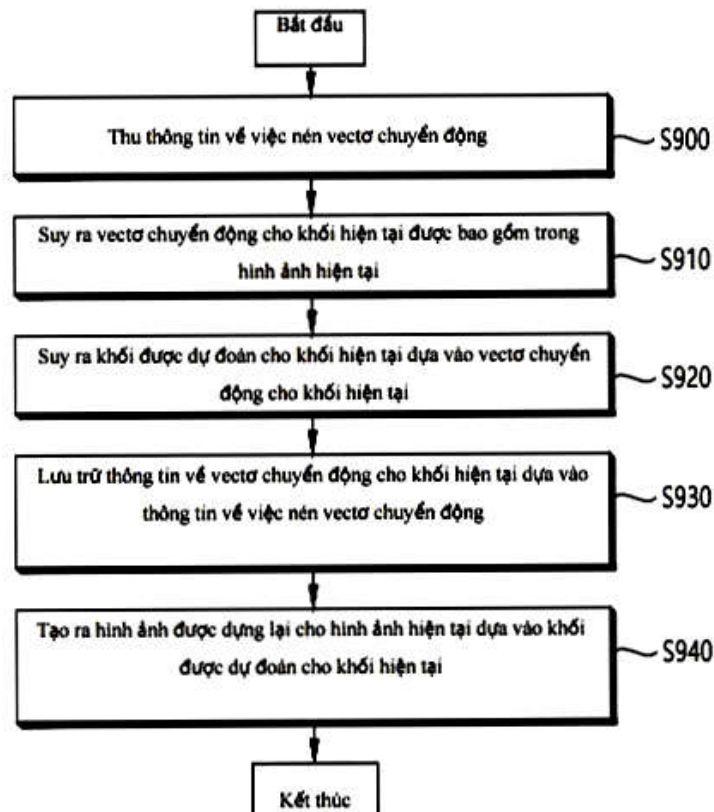 Bắt đầu
Thu thông tin về việc nén vectơ chuyển động
S900
Suy ra vectơ chuyển động cho khối hiện tại được bao gồm trong
hình ảnh hiện tại
S910
Suy ra khối được dự đoán cho khối hiện tại dựa vào vectơ chuyển
động cho khối hiện tại
S920
Lưu trữ thông tin về vectơ chuyển động cho khối hiện tại dựa vào
thông tin về việc nén vectơ chuyển động
S930
Tạo ra hình ảnh được dựng lại cho hình ảnh hiện tại dựa vào khối
được dự đoán cho khối hiện tại
S940
Kết thúc